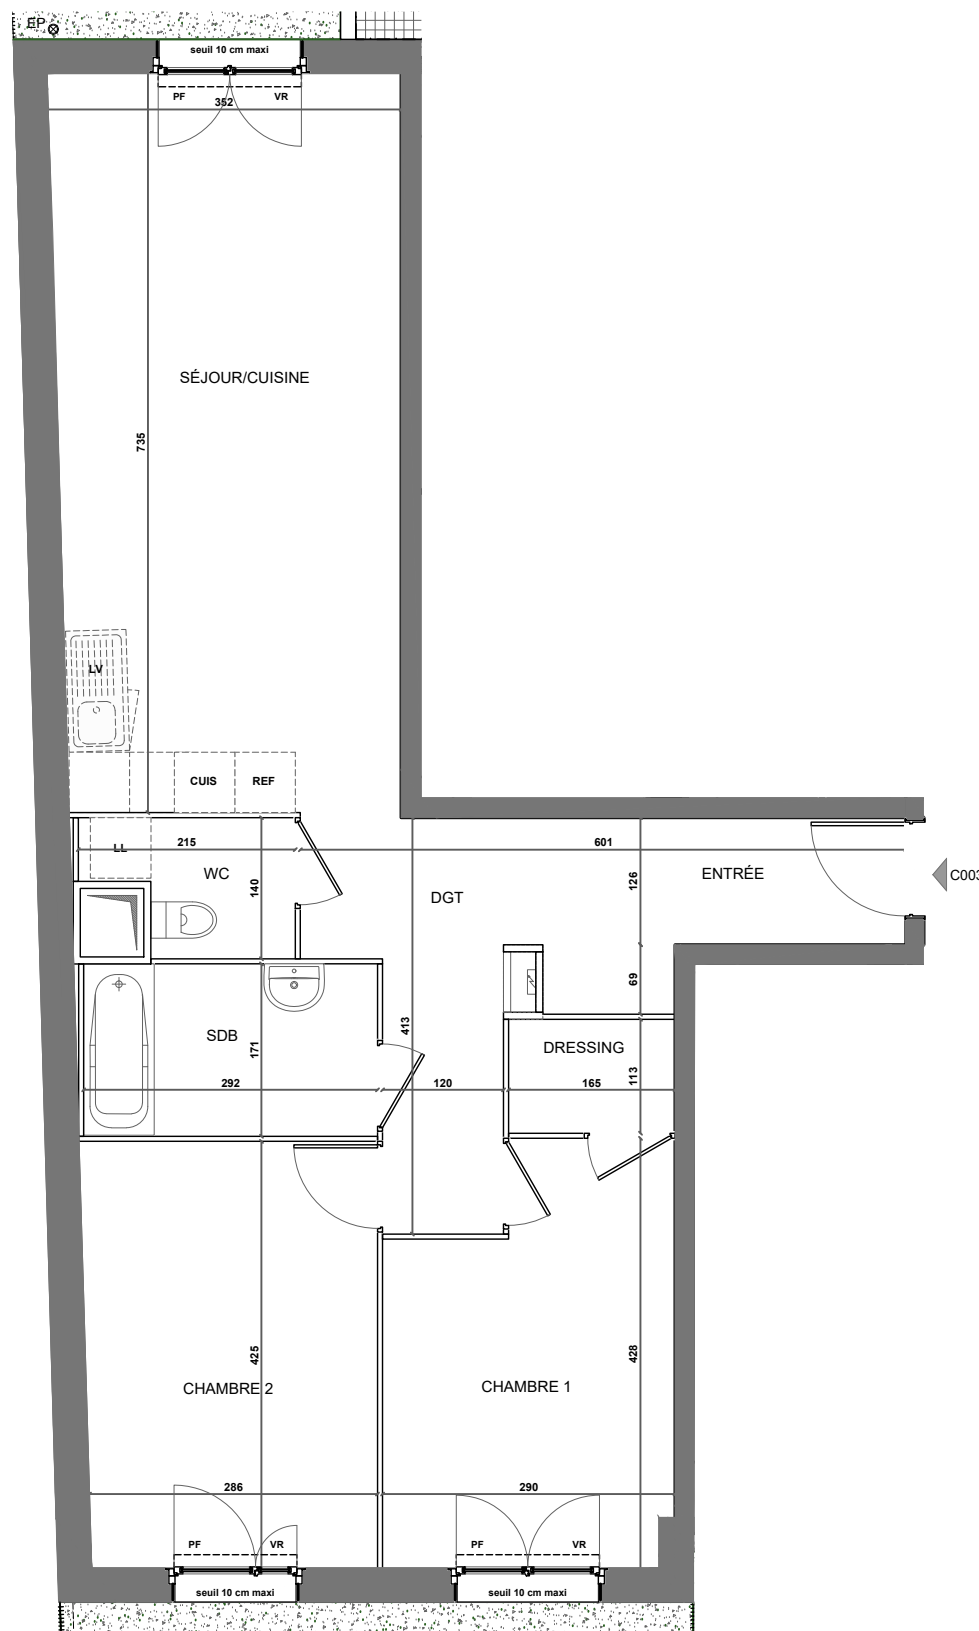 EP
seuil 10 cm maxi
PF
VR
352
SÉJOUR/CUISINE
735
LV
CUIS
REF
LL
215
601
WC
140
126
ENTRÉE
C003
DGT
69
413
SDB
171
DRESSING
113
292
120
165
425
428
CHAMBRE 2
CHAMBRE 1
286
290
PF
VR
PF
VR
seuil 10 cm maxi
seuil 10 cm maxi